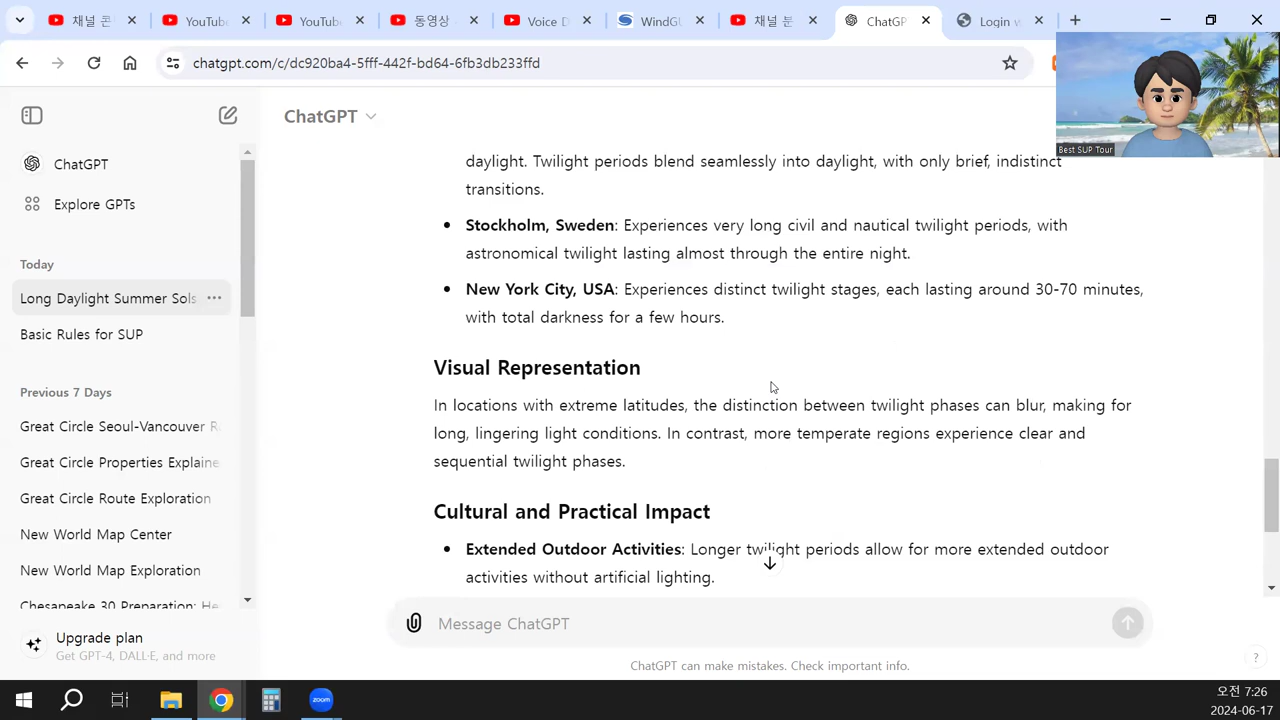 채널 콘
YouTube
YouTub
동영상
Voice D
WindGU
채널 분
ChatGP
Login w
chatgpt.com/c/dc920ba4-5fff-442f-bd64-6fb3db233ffd
Best SUP Tour
ChatGPT
ChatGPT
Explore GPTs
Today
Long Daylight Summer Sols
Basic Rules for SUP
Previous 7 Days
Great Circle Seoul-Vancouver R
Great Circle Properties Explaine
Great Circle Route Exploration
New World Map Center
New World Map Exploration
Chesapeake 30 Preparation: He
Upgrade plan
Get GPT-4, DALL·E, and more
daylight. Twilight periods blend seamlessly into daylight, with only brief, indistinct
transitions.
• Stockholm, Sweden: Experiences very long civil and nautical twilight periods, with
astronomical twilight lasting almost through the entire night.
• New York City, USA: Experiences distinct twilight stages, each lasting around 30-70 minutes,
with total darkness for a few hours.
Visual Representation
In locations with extreme latitudes, the distinction between twilight phases can blur, making for
long, lingering light conditions. In contrast, more temperate regions experience clear and
sequential twilight phases.
Cultural and Practical Impact
• Extended Outdoor Activities: Longer twilight periods allow for more extended outdoor
activities without artificial lighting.
Message ChatGPT
ChatGPT can make mistakes. Check important info.
?
zoom
오전 7:26
2024-06-17